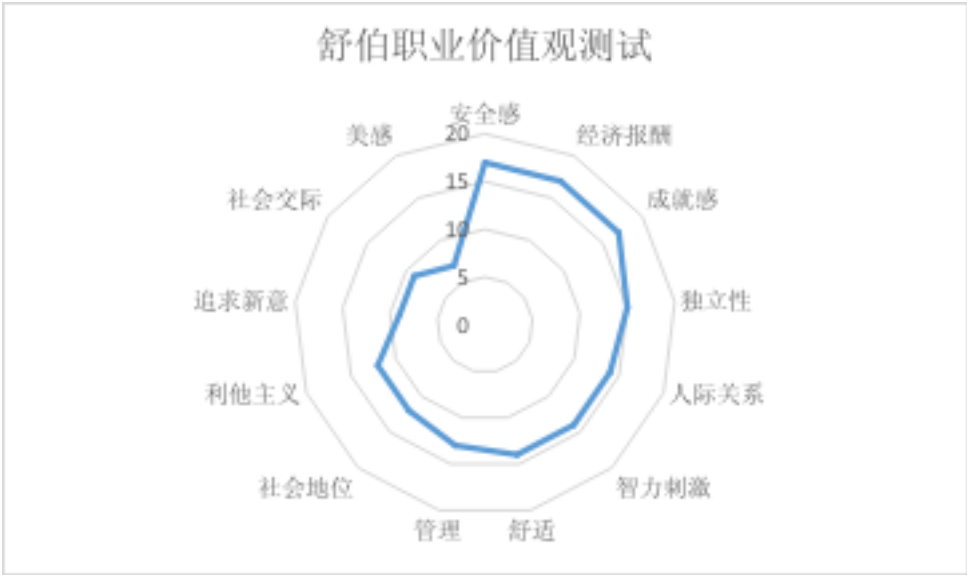 舒伯职业价值观测试
安全感
20
美感
经济报酬
15
社会交际
成就感
10
5
追求新意
独立性
0
利他主义
人际关系
社会地位
智力刺激
管理
舒适